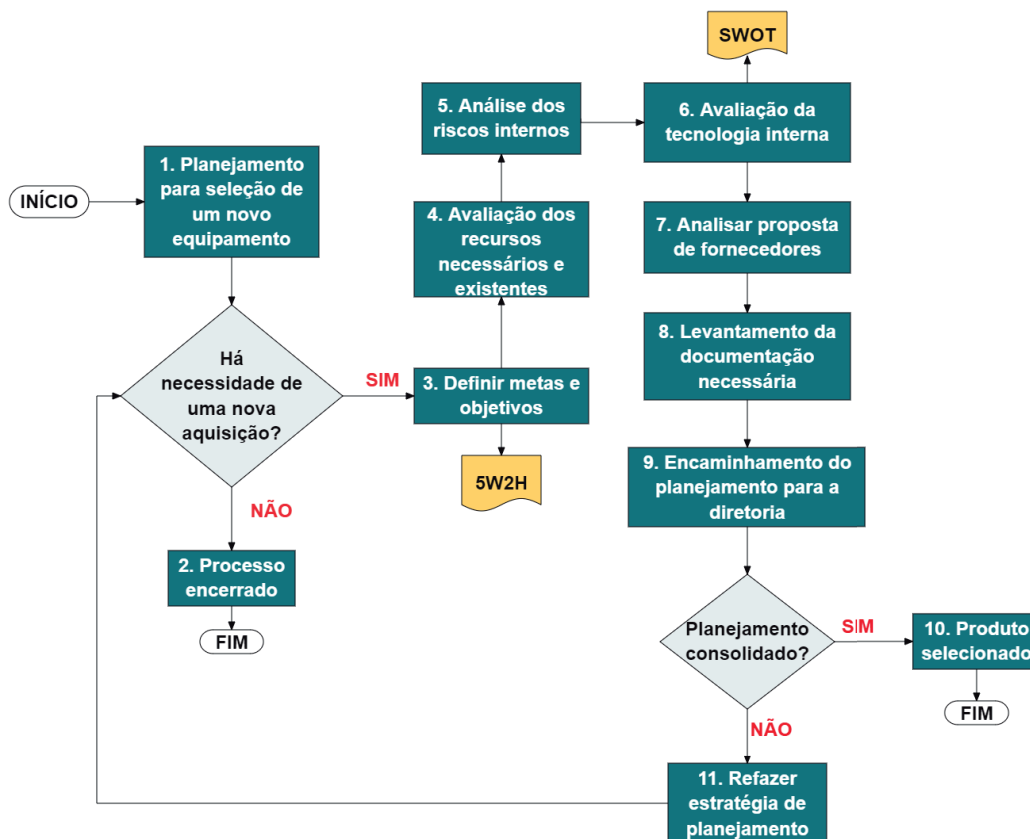 INÍCIO
1. Planejamento
para seleção de
um novo
equipamento
Há
necessidade de
uma nova
aquisição?
NÃO
2. Processo
encerrado
FIM
SIM
3. Definir metas e
objetivos
5W2H
4. Avaliação dos
recursos
necessários e
existentes
5. Análise dos
riscos internos
6. Avaliação da
tecnologia interna
SWOT
7. Analisar proposta
de fornecedores
8. Levantamento da
documentação
necessária
9. Encaminhamento do
planejamento para a
diretoria
Planejamento
consolidado?
SIM
10. Produto
selecionado
FIM
NÃO
11. Refazer
estratégia de
planejamento